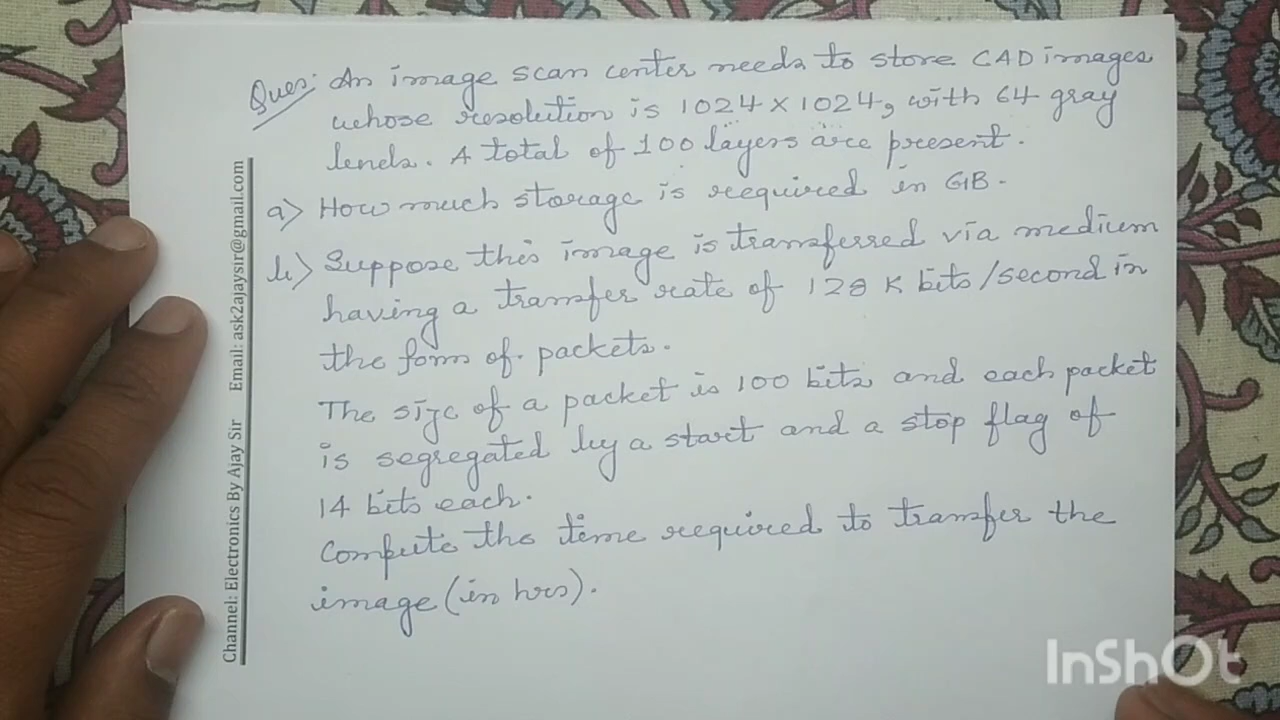 Ques: An image scan center needs to store CAD images
whose resolution is 1024 × 1024, with 64 gray
levels. A total of 100 layers are present.
a) How much storage is required in GB.
b) Suppose this image is transferred via medium
having a transfer rate of 128 K bits/second in
the form of packets.
The size of a packet is 100 bits and each packet
is segregated by a start and a stop flag of
14 bits each.
Compute the time required to transfer the
image (in hrs).
Channel: Electronics By Ajay Sir Email: ask2ajaysir@gmail.com
InShOt